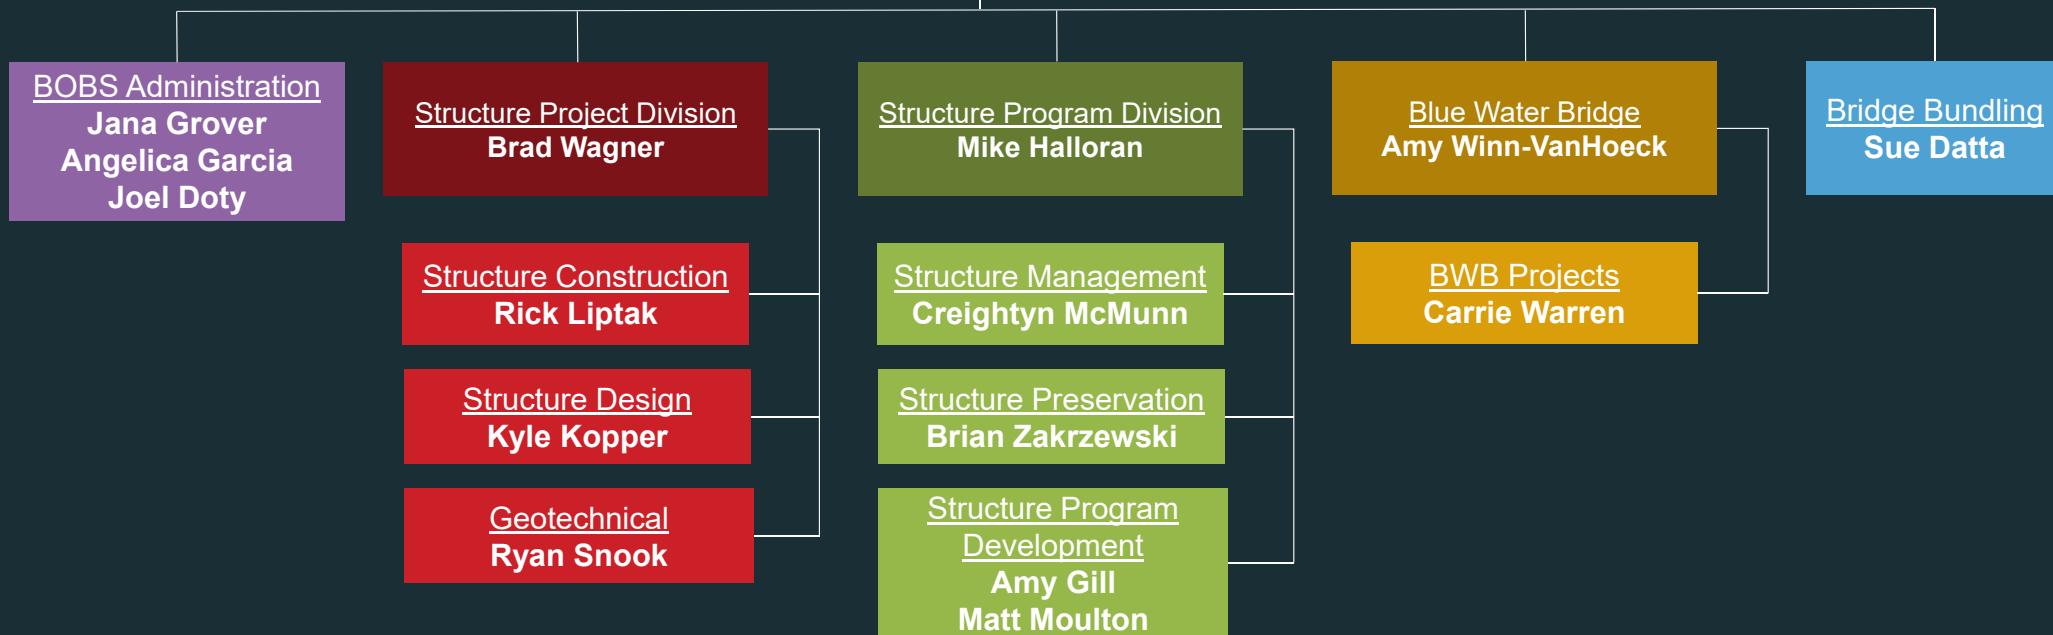 BOBS Administration
Jana Grover
Angelica Garcia
Joel Doty
Structure Project Division
Brad Wagner
Structure Program Division
Mike Halloran
Blue Water Bridge
Amy Winn-VanHoeck
Bridge Bundling
Sue Datta
Structure Construction
Rick Liptak
Structure Management
Creightyn McMunn
BWB Projects
Carrie Warren
Structure Design
Kyle Kopper
Structure Preservation
Brian Zakrzewski
Geotechnical
Ryan Snook
Structure Program
Development
Amy Gill
Matt Moulton